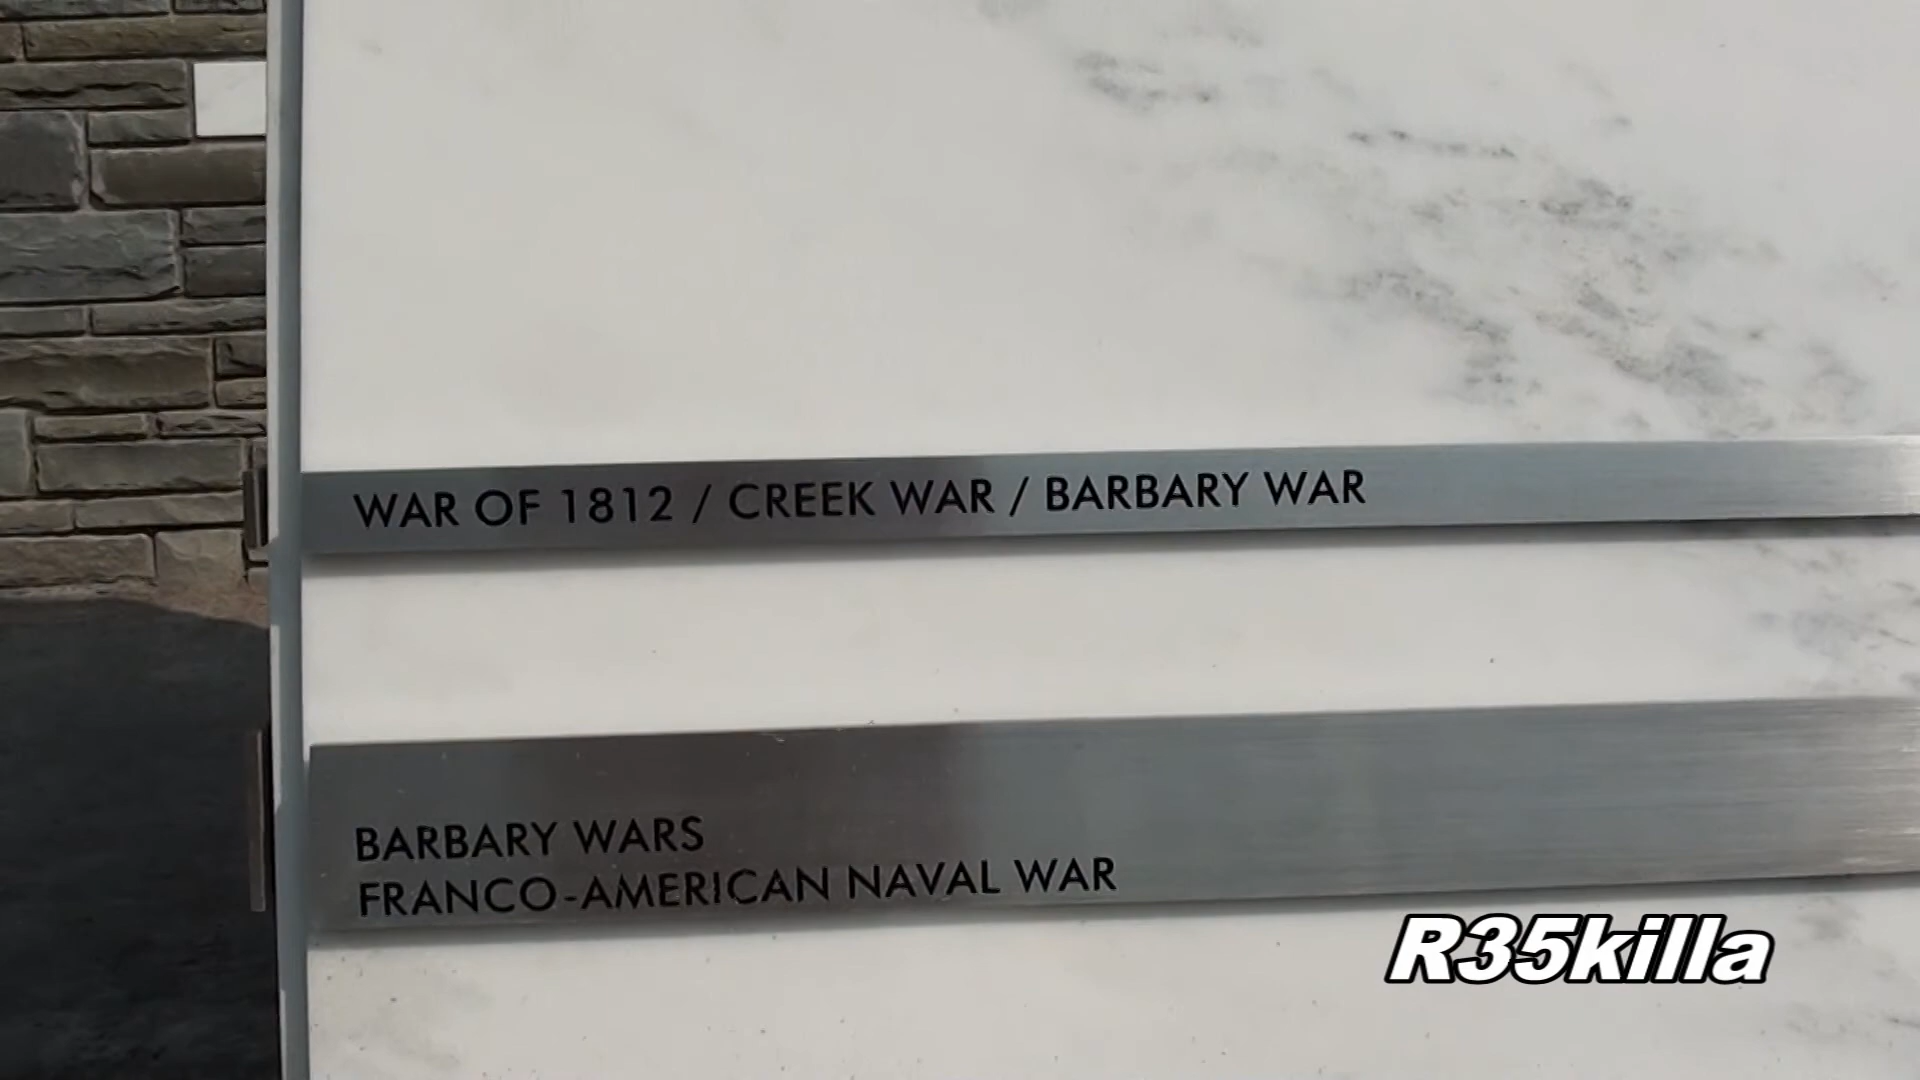 WAR OF 1812 / CREEK WAR / BARBARY WAR
BARBARY WARS
FRANCO-AMERICAN NAVAL WAR
R35killa